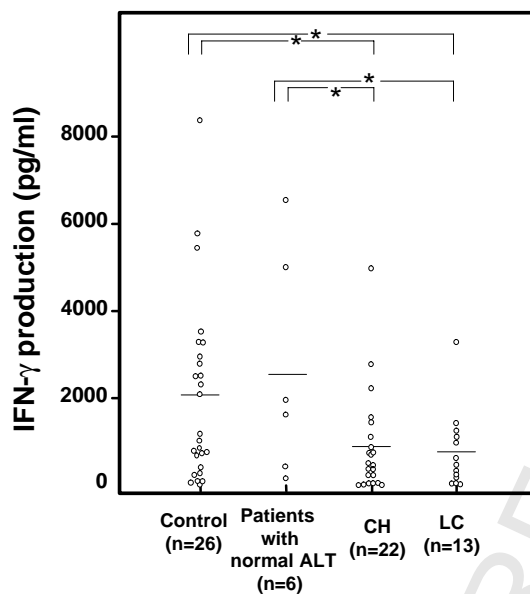 * *
* *
IFN-γ production (pg/ml)
8000
6000
4000
2000
0
Control
(n=26)
Patients
with
normal ALT
(n=6)
CH
(n=22)
LC
(n=13)